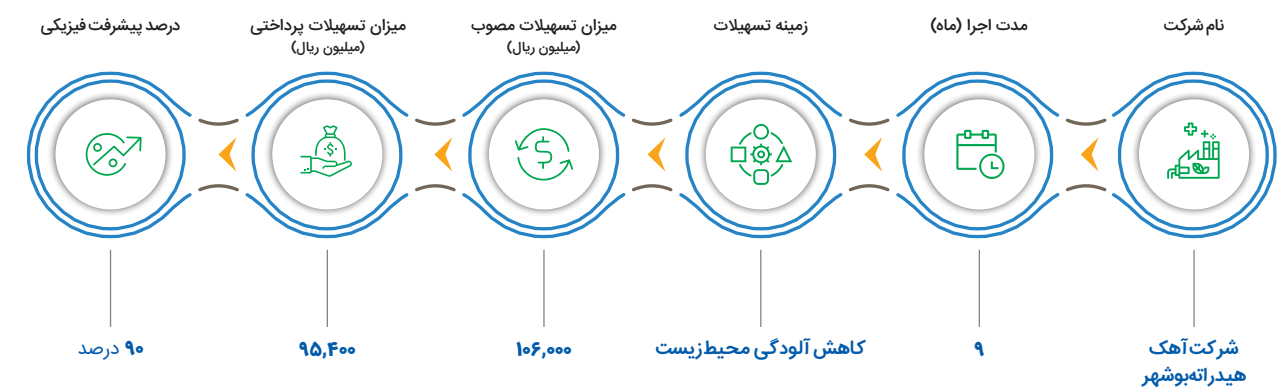 نام شرکت
مدت اجرا (ماه)
زمینه تسهیلات
میزان تسهیلات مصوب
(میلیون ریال)
میزان تسهیلات پرداختی
(میلیون ریال)
درصد پیشرفت فیزیکی
شرکت آهک
هیدراته‌بوشهر
۹
کاهش آلودگی محیط‌زیست
۱۰۶,۰۰۰
۹۵,۴۰۰
۹۰ درصد